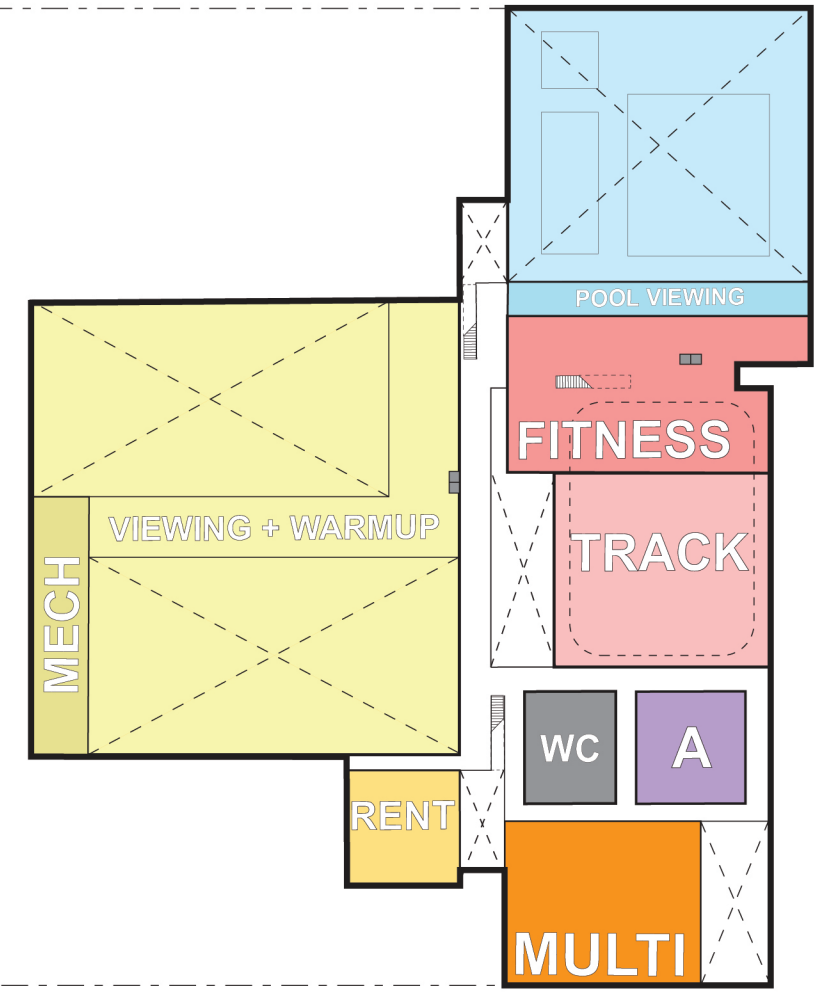 POOL VIEWING
FITNESS
VIEWING + WARMUP
TRACK
MECH
WC
A
RENT
MULTI